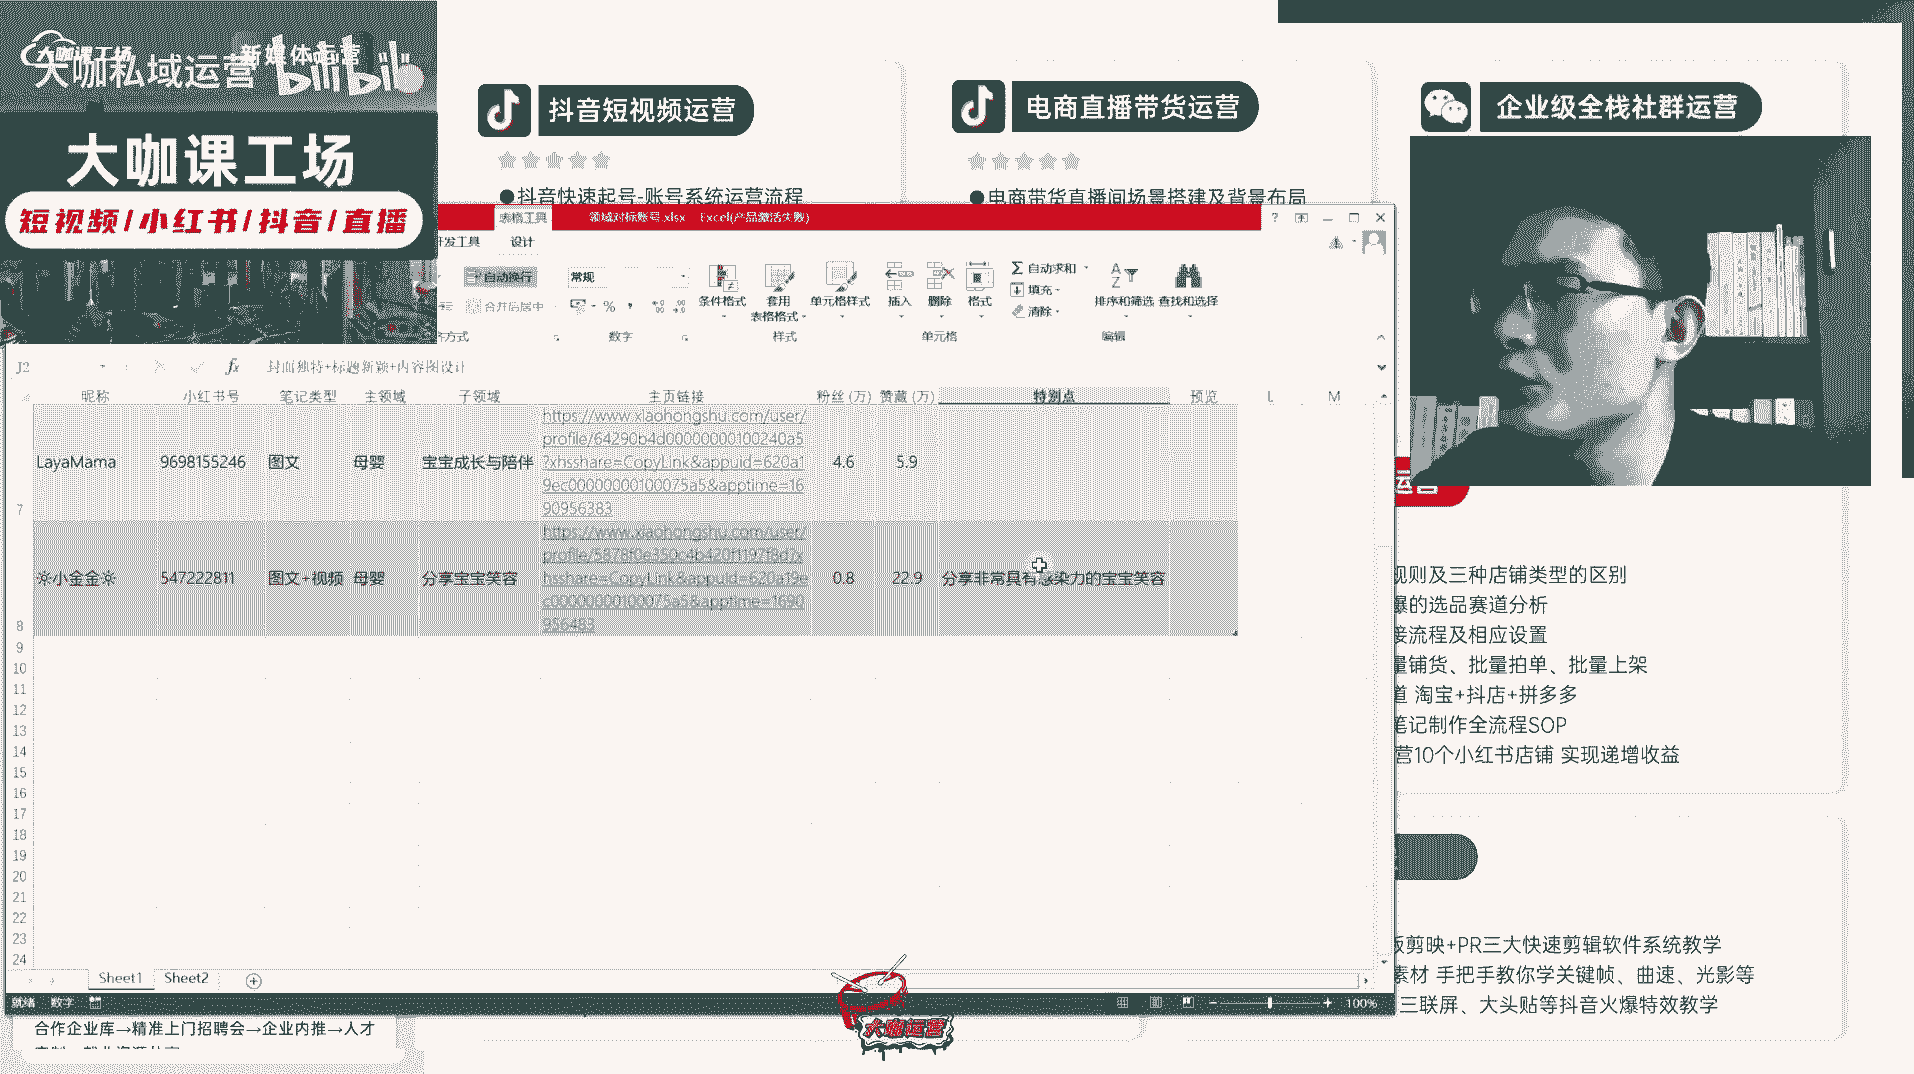 大咖课工场
新媒体运营
大咖私域运营
bilibili
大咖课工场
短视频/小红书/抖音/直播
抖音短视频运营
●抖音快速起号-账号系统运营流程
电商直播带货运营
●电商带货直播间场景搭建及背景布局
企业级全栈社群运营
表格工具
领域对标账号.xlsx - Excel(产品激活失败)
开发工具
设计
自动换行
常规
合并后居中
条件格式
套用
表格格式
单元格样式
插入
删除
格式
自动求和
填充
清除
排序和筛选
查找和选择
数字
样式
单元格
编辑
J2
fx
封面独特+标题新颖+内容图设计
昵称 小红书号 笔记类型 主领域 子领域 主页链接 粉丝 (万) 赞藏 (万) 特别点 预览 L M
7 LayaMama 9698155246 图文 母婴 宝宝成长与陪伴
https://www.xiaohongshu.com/user/
profile/64290b4d00000000100240a5
?xhsshare=CopyLink&appuid=620a1
9ec00000000100075a5&apptime=16
90956383
4.6 5.9
8 ☼小金金☼ 547222811 图文+视频 母婴 分享宝宝笑容
https://www.xiaohongshu.com/user/
profile/5878f0e350c4b420f1197f8d?x
hsshare=CopyLink&appuid=620a19e
c00000000100075a5&apptime=1690
956483
0.8 22.9 分享非常具有感染力的宝宝笑容
9
10
11
12
13
14
15
16
17
18
19
20
21
22
23
24
Sheet1 Sheet2
就绪 数字
100%
运营
规则及三种店铺类型的区别
爆的选品赛道分析
接流程及相应设置
量铺货、批量拍单、批量上架
道 淘宝+抖店+拼多多
笔记制作全流程SOP
营10个小红书店铺 实现递增收益
版剪映+PR三大快速剪辑软件系统教学
素材 手把手教你学关键帧、曲速、光影等
三联屏、大头贴等抖音火爆特效教学
合作企业库→精准上门招聘会→企业内推→人才
大咖运营